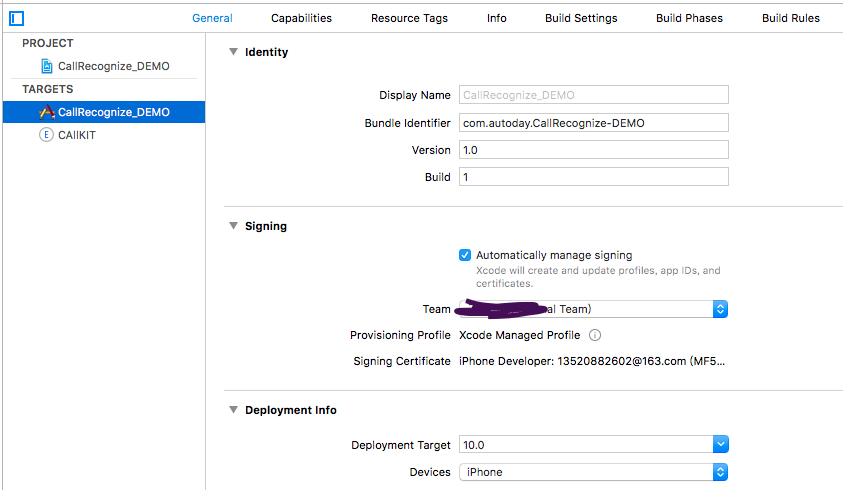 General Capabilities Resource Tags Info Build Settings Build Phases Build Rules
PROJECT
CallRecognize_DEMO
TARGETS
CallRecognize_DEMO
E CAllKIT
Identity
Display Name CallRecognize_DEMO
Bundle Identifier com.autoday.CallRecognize-DEMO
Version 1.0
Build 1
Signing
Automatically manage signing
Xcode will create and update profiles, app IDs, and
certificates.
Team al Team)
Provisioning Profile Xcode Managed Profile
Signing Certificate iPhone Developer: 13520882602@163.com (MF5...
Deployment Info
Deployment Target 10.0
Devices iPhone